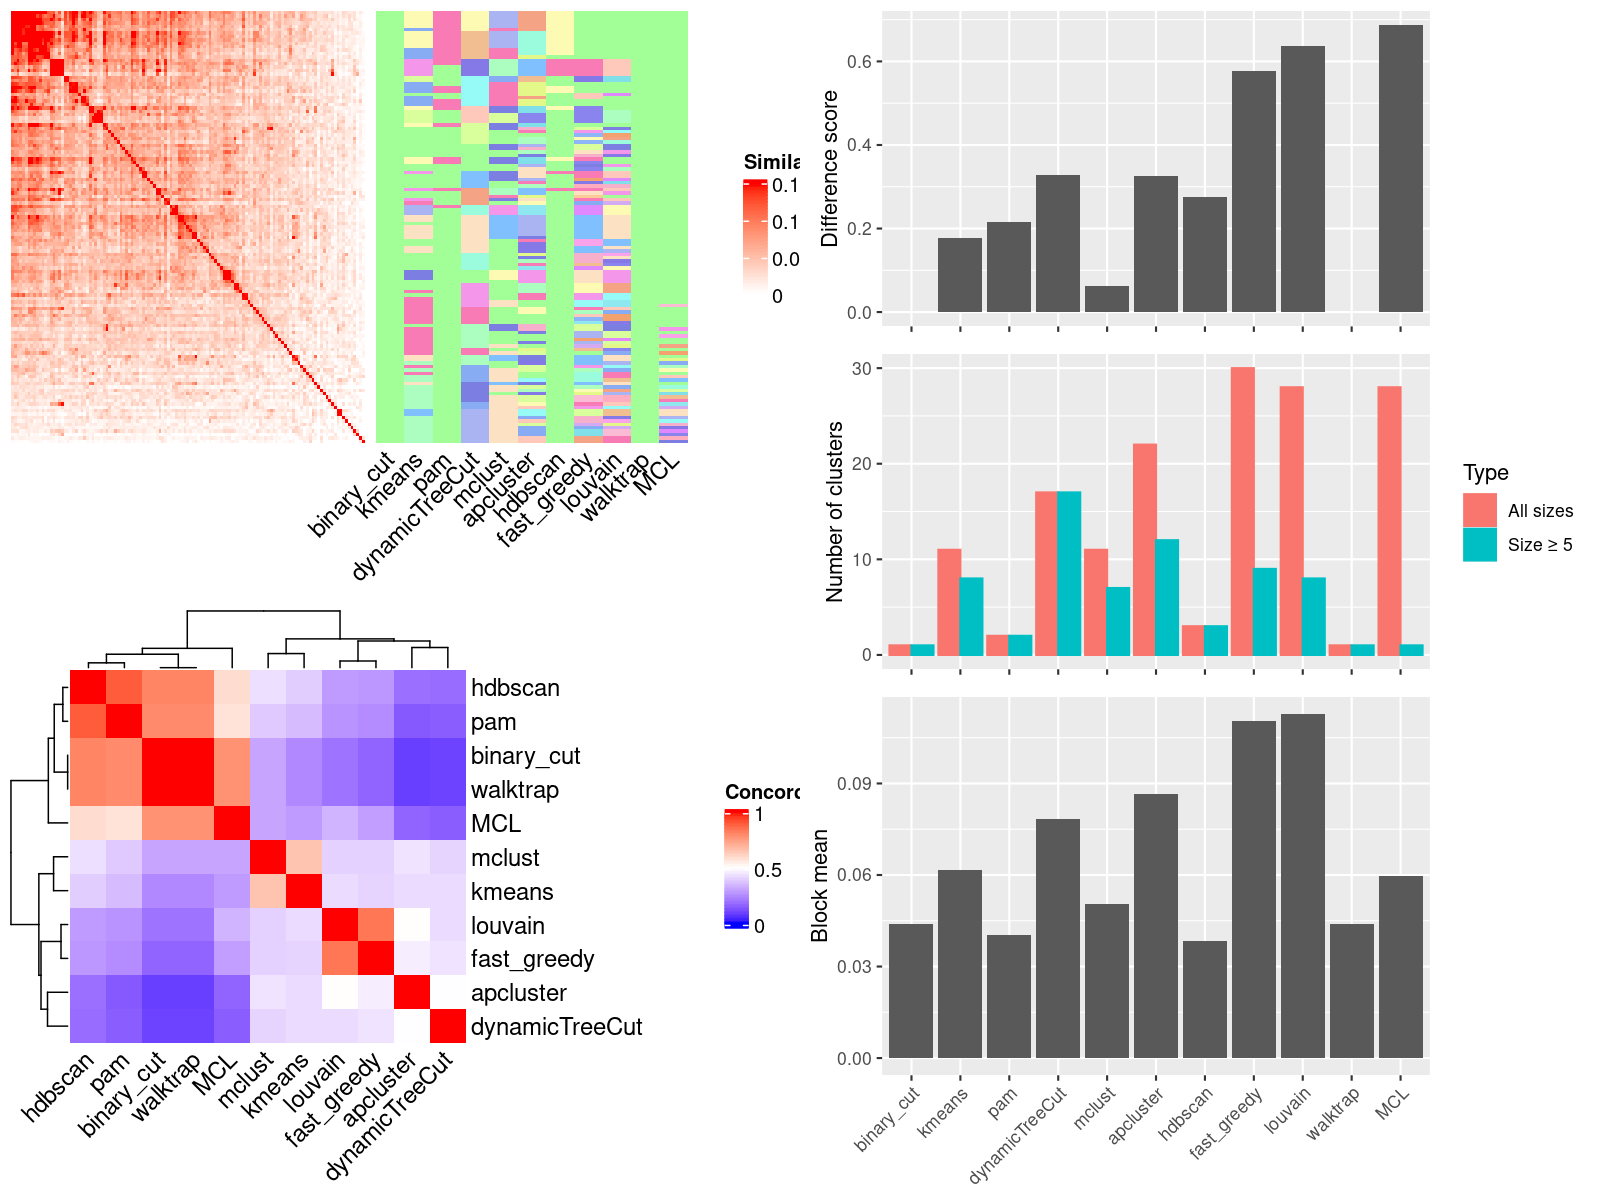 Simila
0.1
0.1
0.0
0
binary_cut
kmeans
pam
dynamicTreeCut
mclust
apcluster
hdbscan
fast_greedy
louvain
walktrap
MCL
hdbscan
pam
binary_cut
walktrap
MCL
mclust
kmeans
louvain
fast_greedy
apcluster
dynamicTreeCut
hdbscan
pam
binary_cut
walktrap
MCL
mclust
kmeans
louvain
fast_greedy
apcluster
dynamicTreeCut
Concord
1
0.5
0
Difference score
0.6
0.4
0.2
0.0
Number of clusters
30
20
10
0
Type
All sizes
Size ≥ 5
Block mean
0.09
0.06
0.03
0.00
binary_cut
kmeans
pam
dynamicTreeCut
mclust
apcluster
hdbscan
fast_greedy
louvain
walktrap
MCL